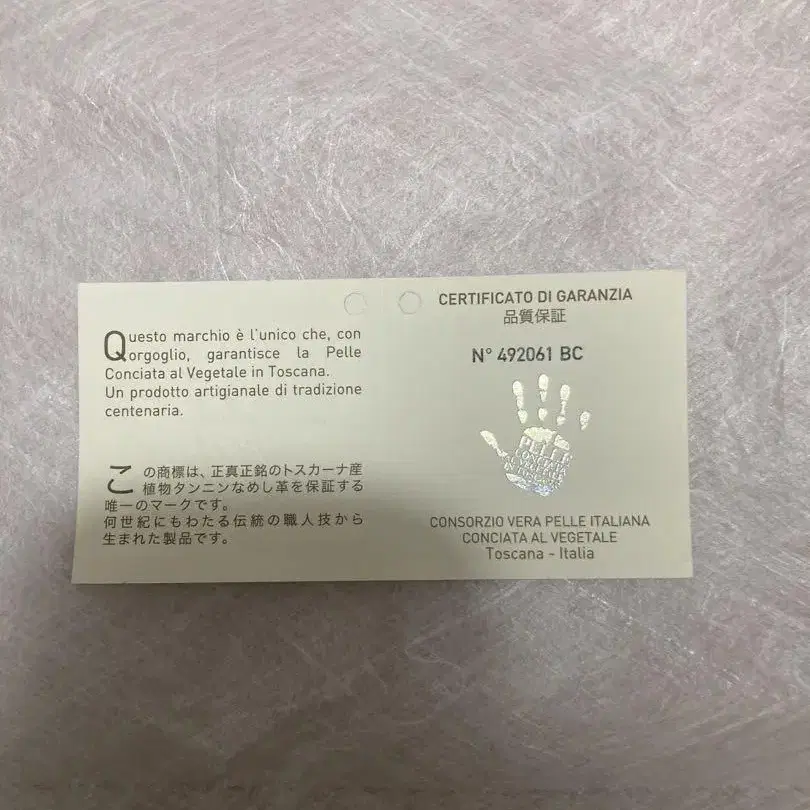 Questo marchio è l'unico che, con
orgoglio, garantisce la Pelle
Conciata al Vegetale in Toscana.
Un prodotto artigianale di tradizione
centenaria.
この商標は、正真正銘のトスカーナ産
植物タンニンなめし革を保証する
唯一のマークです。
何世紀にもわたる伝統の職人技から
生まれた製品です。
CERTIFICATO DI GARANZIA
品質保証
N° 492061 BC
PELLE
CONCIATA
CONSORZIO VERA PELLE ITALIANA
CONCIATA AL VEGETALE
Toscana - Italia